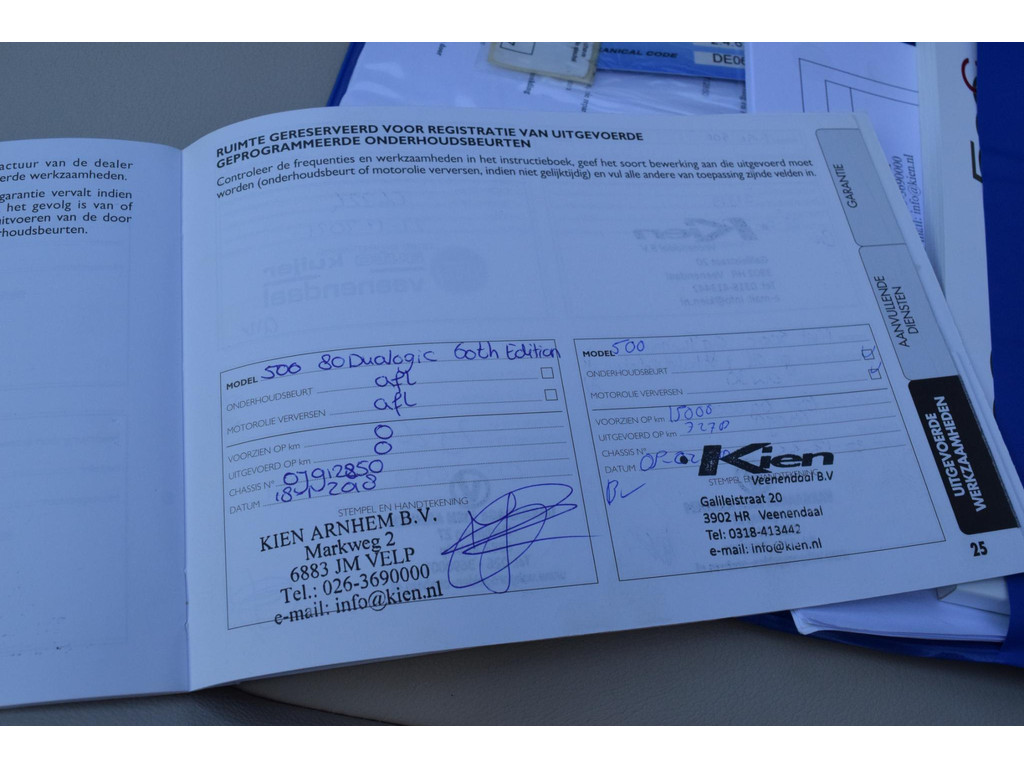 actuur van de dealer
erde werkzaamheden.
garantie vervalt indien
het gevolg is van of
itvoeren van de door
rhoudsbeurten.
ANICAL CODE
RUIMTE GERESERVEERD VOOR REGISTRATIE VAN UITGEVOERDE
GEPROGRAMMEERDE ONDERHOUDSBEURTEN
Controleer de frequenties en werkzaamheden in het instructieboek, geef het soort bewerking aan die uitgevoerd moet
worden (onderhoudsbeurt of motorolie verversen, indien niet gelijktijdig) en vul alle andere van toepassing zijnde velden in.
MODEL 500 80 Dualogic 60th Edition
ONDERHOUDSBEURT afl
MOTOROLIE VERVERSEN afl
VOORZIEN OP km 0
UITGEVOERD OP km 0
CHASSIS N° 07912850
DATUM 18-1-2018
STEMPEL EN HANDTEKENING
KIEN ARNHEM B.V.
Markweg 2
6883 JM VELP
Tel.: 026-3690000
e-mail: info@kien.nl
MODEL 500
ONDERHOUDSBEURT
MOTOROLIE VERVERSEN
VOORZIEN OP km 15000
UITGEVOERD OP km
CHASSIS N°
DATUM
STEMPEL EN HANDTEKENING
Kien
Veenendaal B.V
Galileistraat 20
3902 HR Veenendaal
Tel: 0318-413442
e-mail: info@kien.nl
GARANTIE
AANVULLENDE
DIENSTEN
UITGEVOERDE
WERKZAAMHEDEN
25